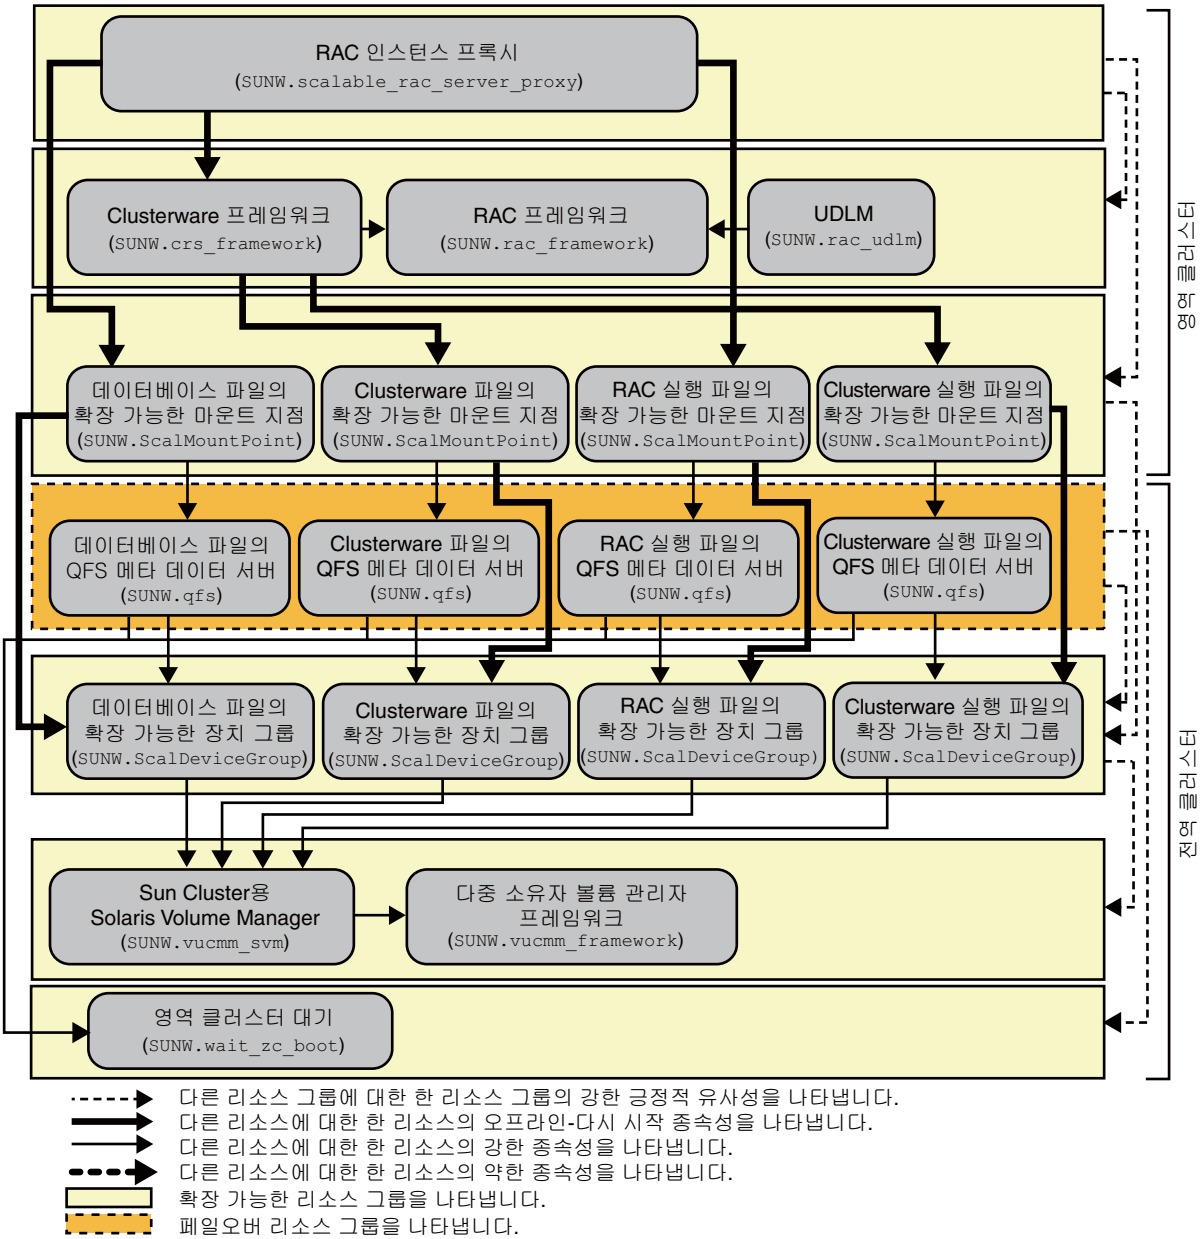 RAC 인스턴스 프록시
(SUNW.scalable_rac_server_proxy)
Clusterware 프레임워크
(SUNW.crs_framework)
RAC 프레임워크
(SUNW.rac_framework)
UDLM
(SUNW.rac_udlm)
영역 클러스터
데이터베이스 파일의
확장 가능한 마운트 지점
(SUNW.ScalMountPoint)
Clusterware 파일의
확장 가능한 마운트 지점
(SUNW.ScalMountPoint)
RAC 실행 파일의
확장 가능한 마운트 지점
(SUNW.ScalMountPoint)
Clusterware 실행 파일의
확장 가능한 마운트 지점
(SUNW.ScalMountPoint)
데이터베이스 파일의
QFS 메타 데이터 서버
(SUNW.qfs)
Clusterware 파일의
QFS 메타 데이터 서버
(SUNW.qfs)
RAC 실행 파일의
QFS 메타 데이터 서버
(SUNW.qfs)
Clusterware 실행 파일의
QFS 메타 데이터 서버
(SUNW.qfs)
데이터베이스 파일의
확장 가능한 장치 그룹
(SUNW.ScalDeviceGroup)
Clusterware 파일의
확장 가능한 장치 그룹
(SUNW.ScalDeviceGroup)
RAC 실행 파일의
확장 가능한 장치 그룹
(SUNW.ScalDeviceGroup)
Clusterware 실행 파일의
확장 가능한 장치 그룹
(SUNW.ScalDeviceGroup)
전역 클러스터
Sun Cluster용
Solaris Volume Manager
(SUNW.vucmm_svm)
다중 소유자 볼륨 관리자
프레임워크
(SUNW.vucmm_framework)
영역 클러스터 대기
(SUNW.wait_zc_boot)
다른 리소스 그룹에 대한 한 리소스 그룹의 강한 긍정적 유사성을 나타냅니다.
다른 리소스에 대한 한 리소스의 오프라인-다시 시작 종속성을 나타냅니다.
다른 리소스에 대한 한 리소스의 강한 종속성을 나타냅니다.
다른 리소스에 대한 한 리소스의 약한 종속성을 나타냅니다.
확장 가능한 리소스 그룹을 나타냅니다.
페일오버 리소스 그룹을 나타냅니다.